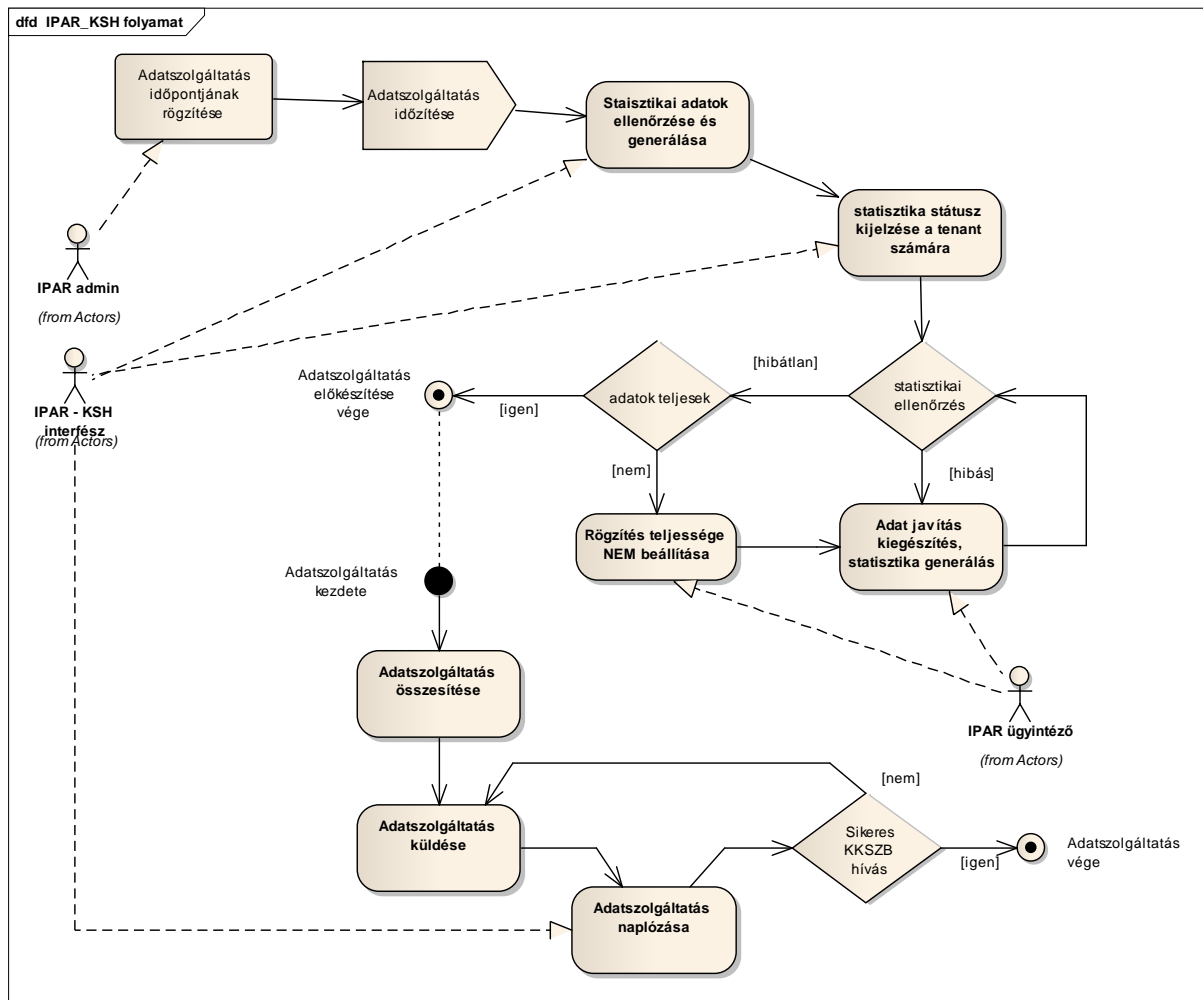 dfd IPAR_KSH folyamat
Adatszolgáltatás
időpontjának
rögzítése
Adatszolgáltatás
időzítése
Staisztikai adatok
ellenőrzése és
generálása
statisztika státusz
kijelzése a tenant
számára
IPAR admin
(from Actors)
IPAR - KSH
interfész
(from Actors)
Adatszolgáltatás
előkészítése
vége
[igen]
adatok teljesek
[hibátlan]
statisztikai
ellenőrzés
[nem]
[hibás]
Rögzítés teljessége
NEM beállítása
Adat javítás
kiegészítés,
statisztika generálás
Adatszolgáltatás
kezdete
Adatszolgáltatás
összesítése
IPAR ügyintéző
(from Actors)
[nem]
Adatszolgáltatás
küldése
Sikeres
KKSZB
hívás
[igen]
Adatszolgáltatás
vége
Adatszolgáltatás
naplózása